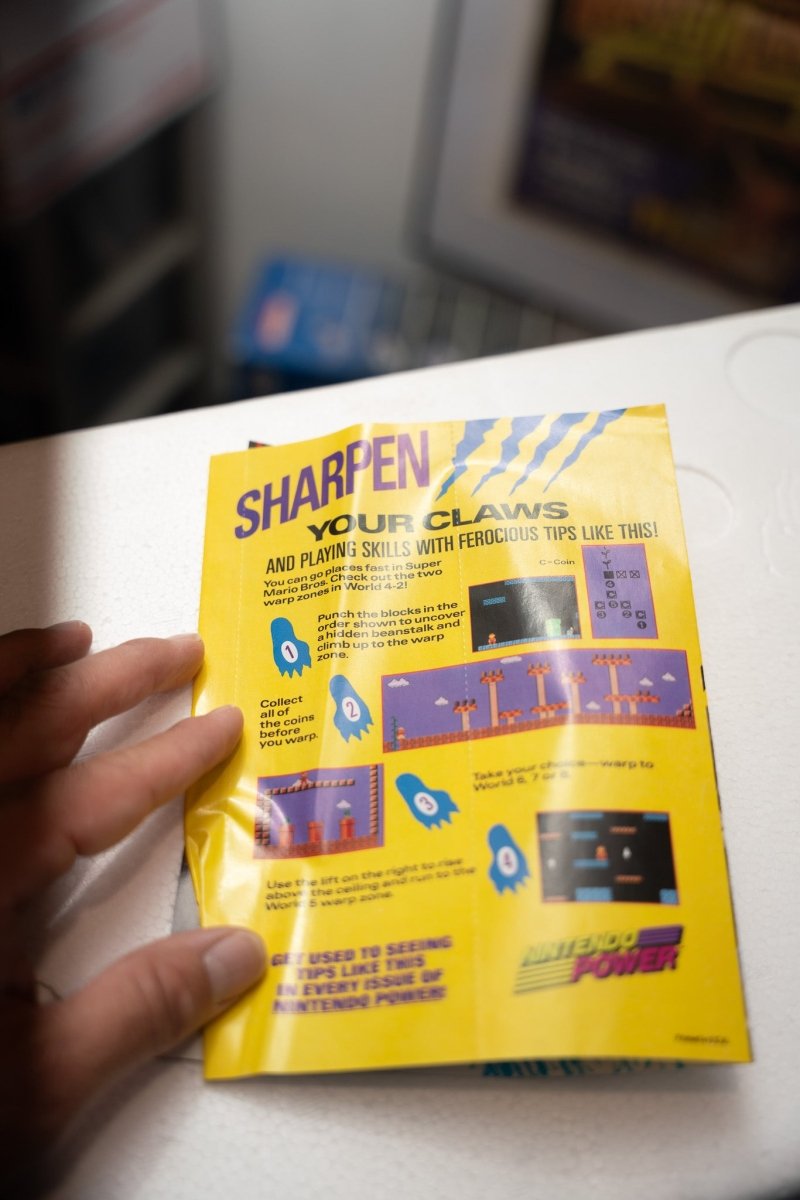 SHARPEN
YOUR CLAWS
AND PLAYING SKILLS WITH FEROCIOUS TIPS LIKE THIS!
You can go places fast in Super
Mario Bros. Check out the two
warp zones in World 4-2!
C=Coin
1
Punch the blocks in the
order shown to uncover
a hidden beanstalk and
climb up to the warp
zone.
Collect
all of
the coins
before
you warp.
2
3
Take your choice—warp to
World 6, 7 or 8.
4
Use the lift on the right to rise
above the ceiling and run to the
World 5 warp zone.
GET USED TO SEEING
TIPS LIKE THIS
IN EVERY ISSUE OF
NINTENDO POWER!
NINTENDO
POWER